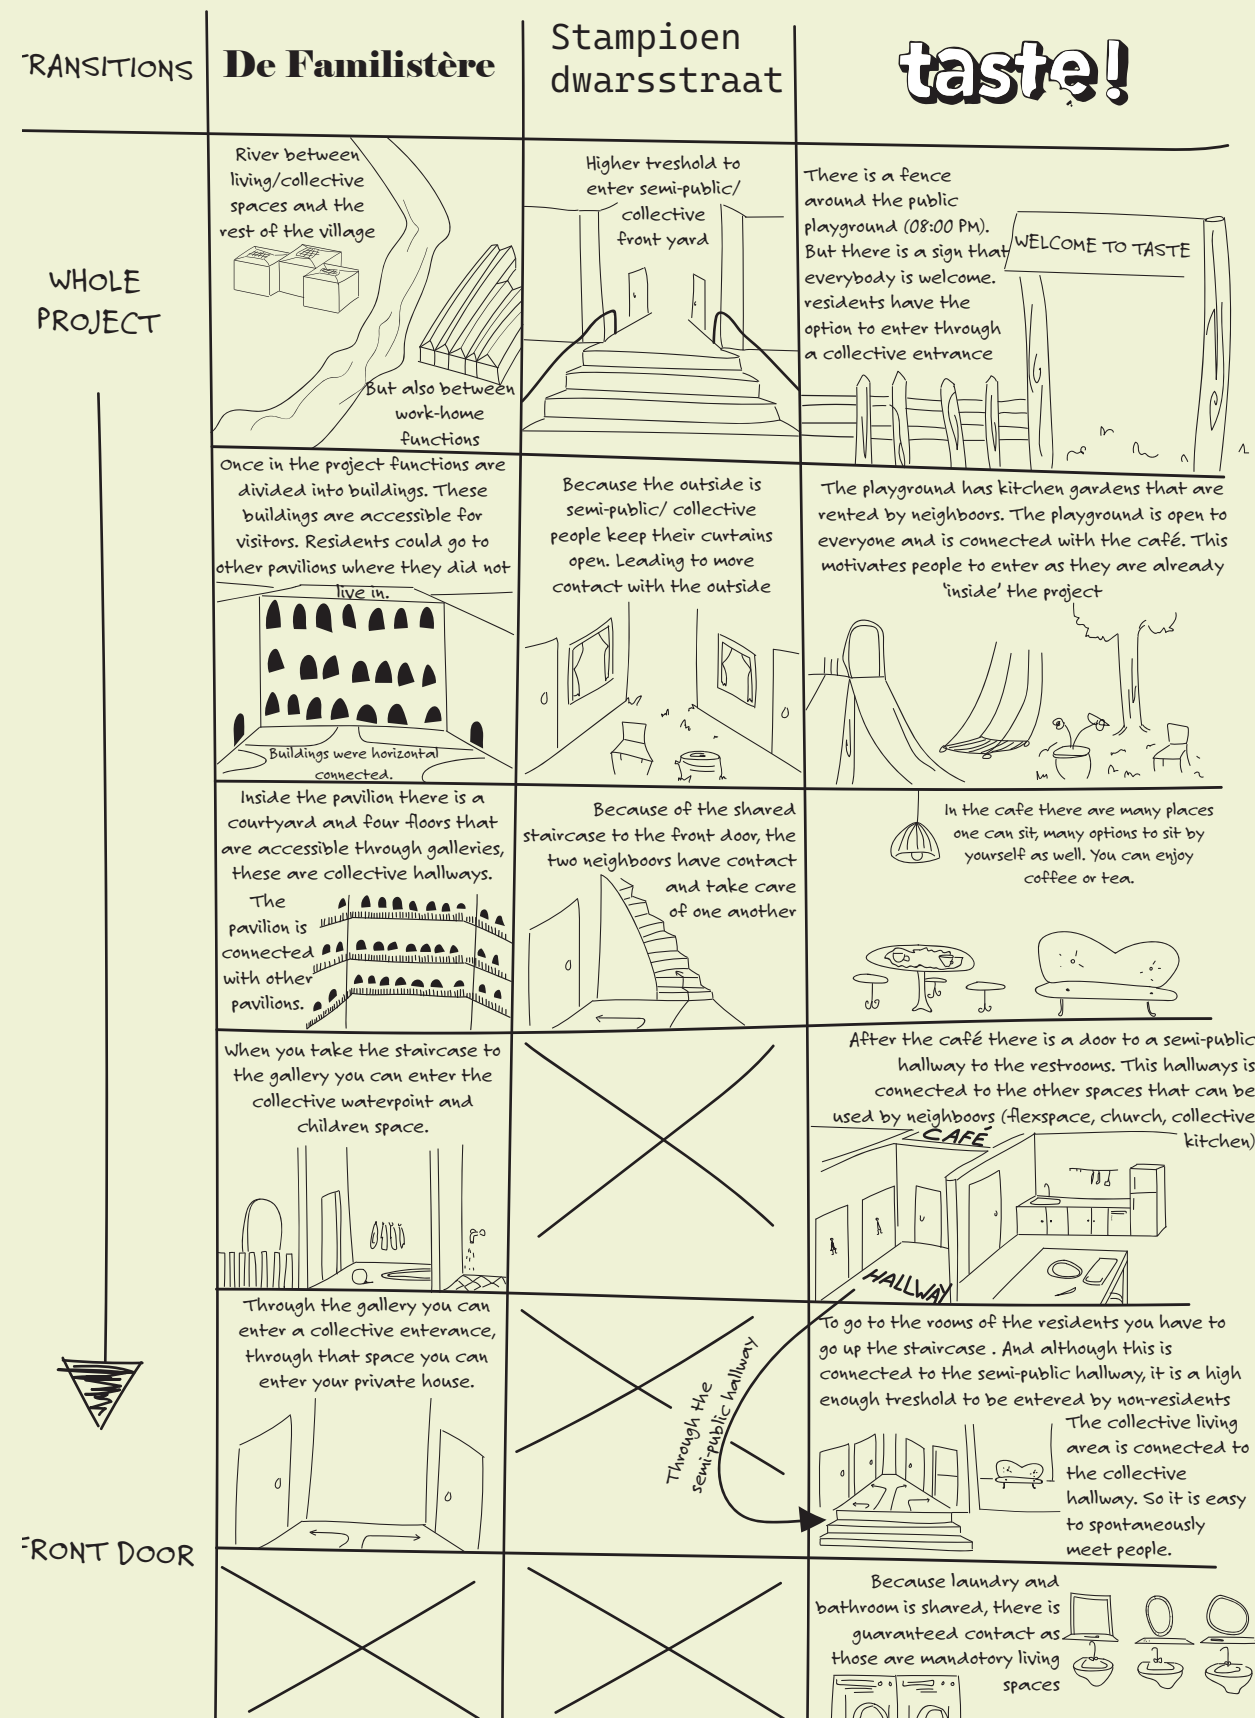 TRANSITIONS
De Familistère
Stampioen
dwarsstraat
taste!
WHOLE
PROJECT
River between
living/collective
spaces and the
rest of the village
But also between
work-home
functions
Higher treshold to
enter semi-public/
collective
front yard
There is a fence
around the public
playground (08:00 PM).
But there is a sign that
everybody is welcome.
residents have the
option to enter through
a collective entrance
WELCOME TO TASTE
Once in the project functions are
divided into buildings. These
buildings are accessible for
visitors. Residents could go to
other pavilions where they did not
live in.
Buildings were horizontal
connected.
Because the outside is
semi-public/ collective
people keep their curtains
open. Leading to more
contact with the outside
The playground has kitchen gardens that are
rented by neighboors. The playground is open to
everyone and is connected with the café. This
motivates people to enter as they are already
'inside' the project
Inside the pavilion there is a
courtyard and four floors that
are accessible through galleries,
these are collective hallways.
The
pavilion is
connected
with other
pavilions.
Because of the shared
staircase to the front door, the
two neighboors have contact
and take care
of one another
In the cafe there are many places
one can sit, many options to sit by
yourself as well. You can enjoy
coffee or tea.
When you take the staircase to
the gallery you can enter the
collective waterpoint and
children space.
After the café there is a door to a semi-public
hallway to the restrooms. This hallways is
connected to the other spaces that can be
used by neighboors (flexspace, church, collective
kitchen)
CAFÉ
HALLWAY
Through the gallery you can
enter a collective enterance,
through that space you can
enter your private house.
Through the
semi-public hallway
To go to the rooms of the residents you have to
go up the staircase . And although this is
connected to the semi-public hallway, it is a high
enough treshold to be entered by non-residents
The collective living
area is connected to
the collective
hallway. So it is easy
to spontaneously
meet people.
FRONT DOOR
Because laundry and
bathroom is shared, there is
guaranteed contact as
those are mandotory living
spaces